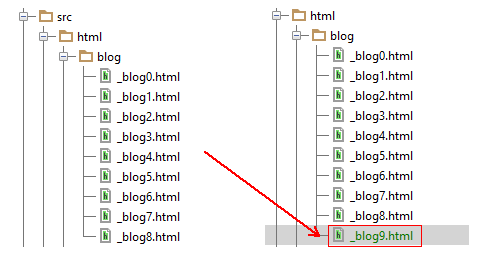 src
html
blog
_blog0.html
_blog1.html
_blog2.html
_blog3.html
_blog4.html
_blog5.html
_blog6.html
_blog7.html
_blog8.html
html
blog
_blog0.html
_blog1.html
_blog2.html
_blog3.html
_blog4.html
_blog5.html
_blog6.html
_blog7.html
_blog8.html
_blog9.html